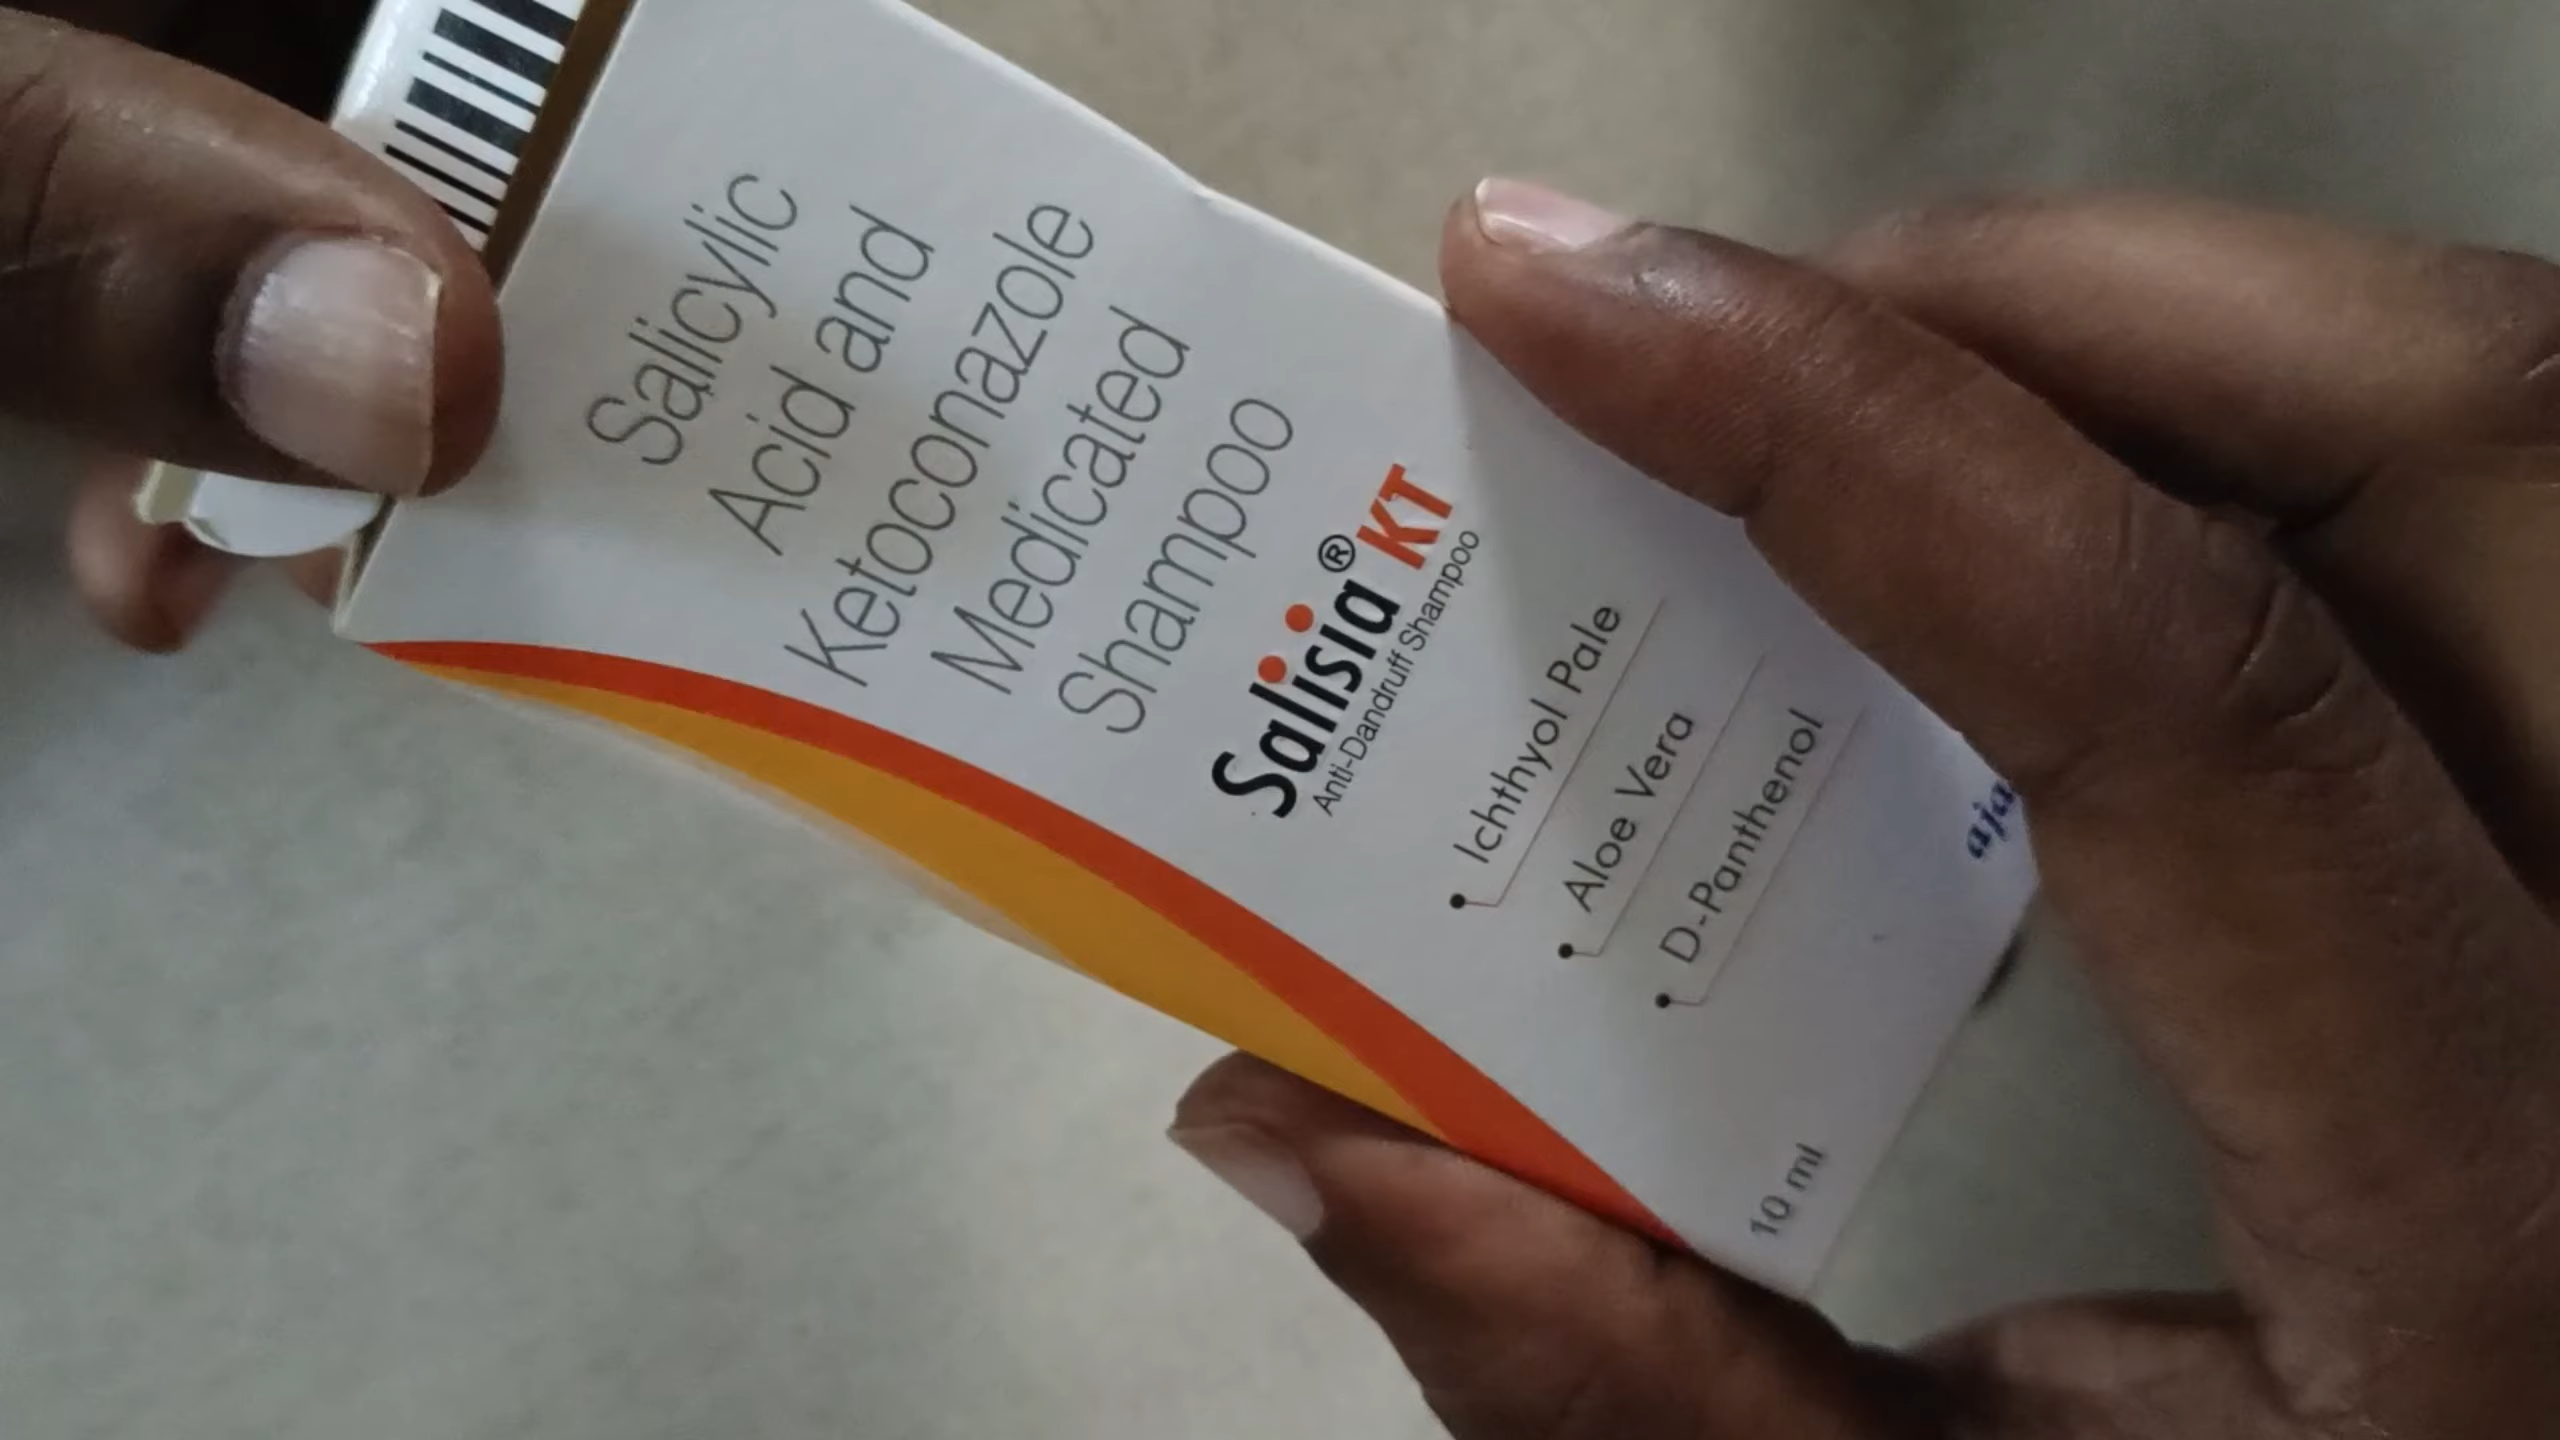 Salicylic
Acid and
Ketoconazole
Medicated
Shampoo
Salisia® KT
Anti-Dandruff Shampoo
Ichthyol Pale
Aloe Vera
D-Panthenol
10 ml